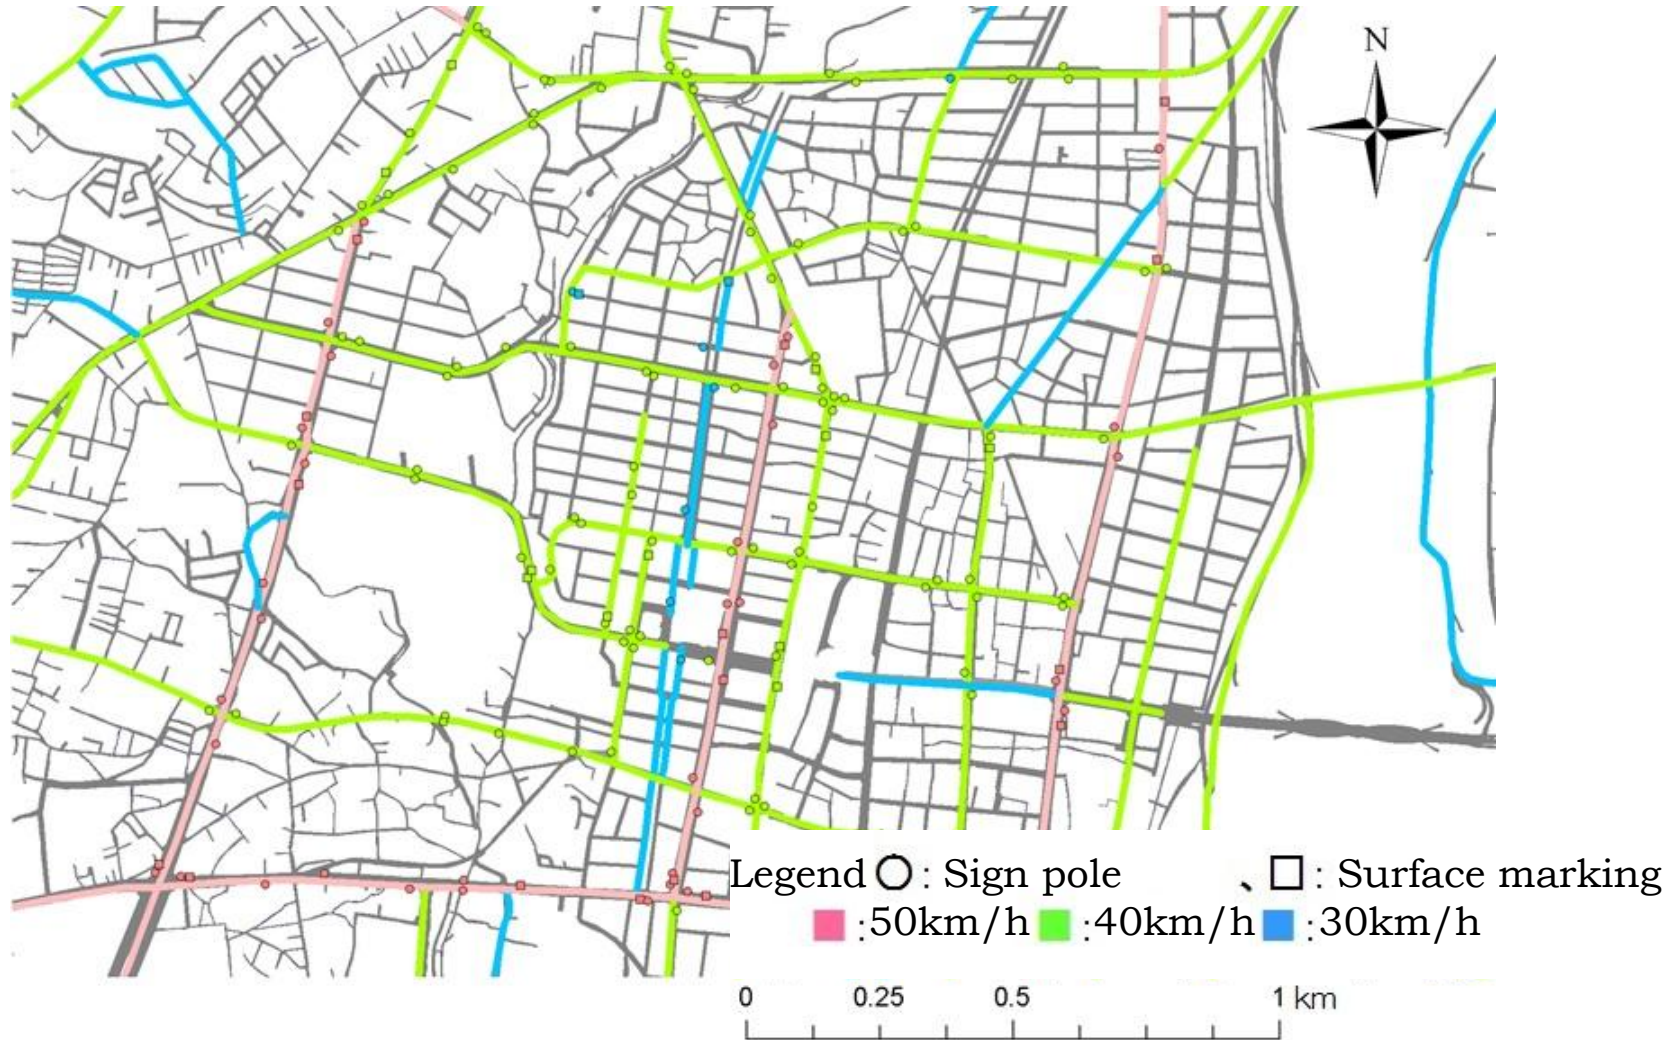 N
Legend ○ : Sign pole 、□ : Surface marking
:50km/h :40km/h :30km/h
0 0.25 0.5 1 km